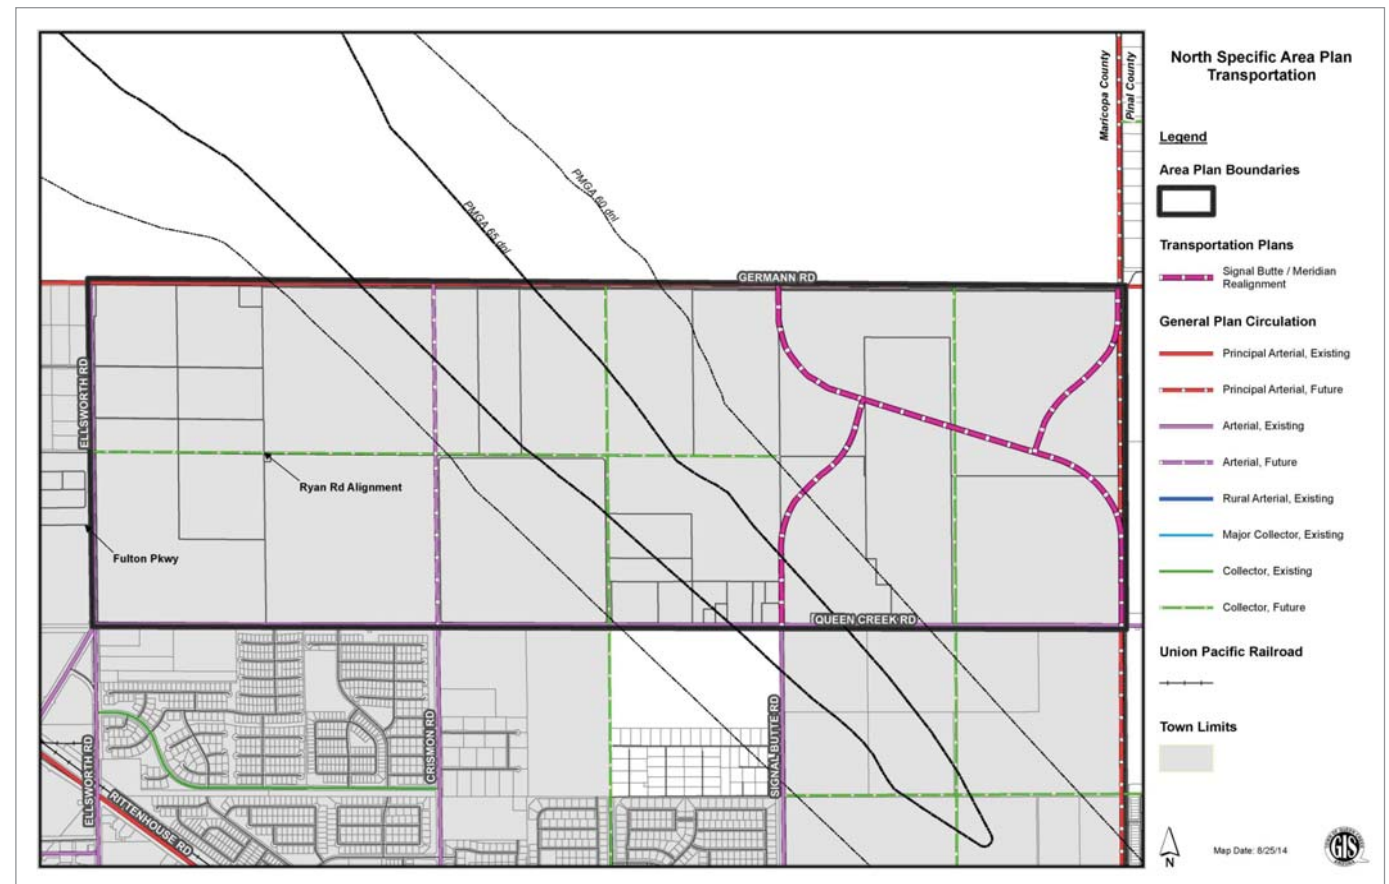 North Specific Area Plan
Transportation
Legend
Area Plan Boundaries
Transportation Plans
Signal Butte / Meridian
Realignment
General Plan Circulation
Principal Arterial, Existing
Principal Arterial, Future
Arterial, Existing
Arterial, Future
Rural Arterial, Existing
Major Collector, Existing
Collector, Existing
Collector, Future
Union Pacific Railroad
Town Limits
N
Map Date: 8/25/14
GIS
Maricopa County
Pinal County
PMGA 60 dnl
PMGA 65 dnl
GERMANN RD
ELLSWORTH RD
Ryan Rd Alignment
Fulton Pkwy
QUEEN CREEK RD
CRISMON RD
SIGNAL BUTTE RD
ELLSWORTH RD
RITTENHOUSE RD